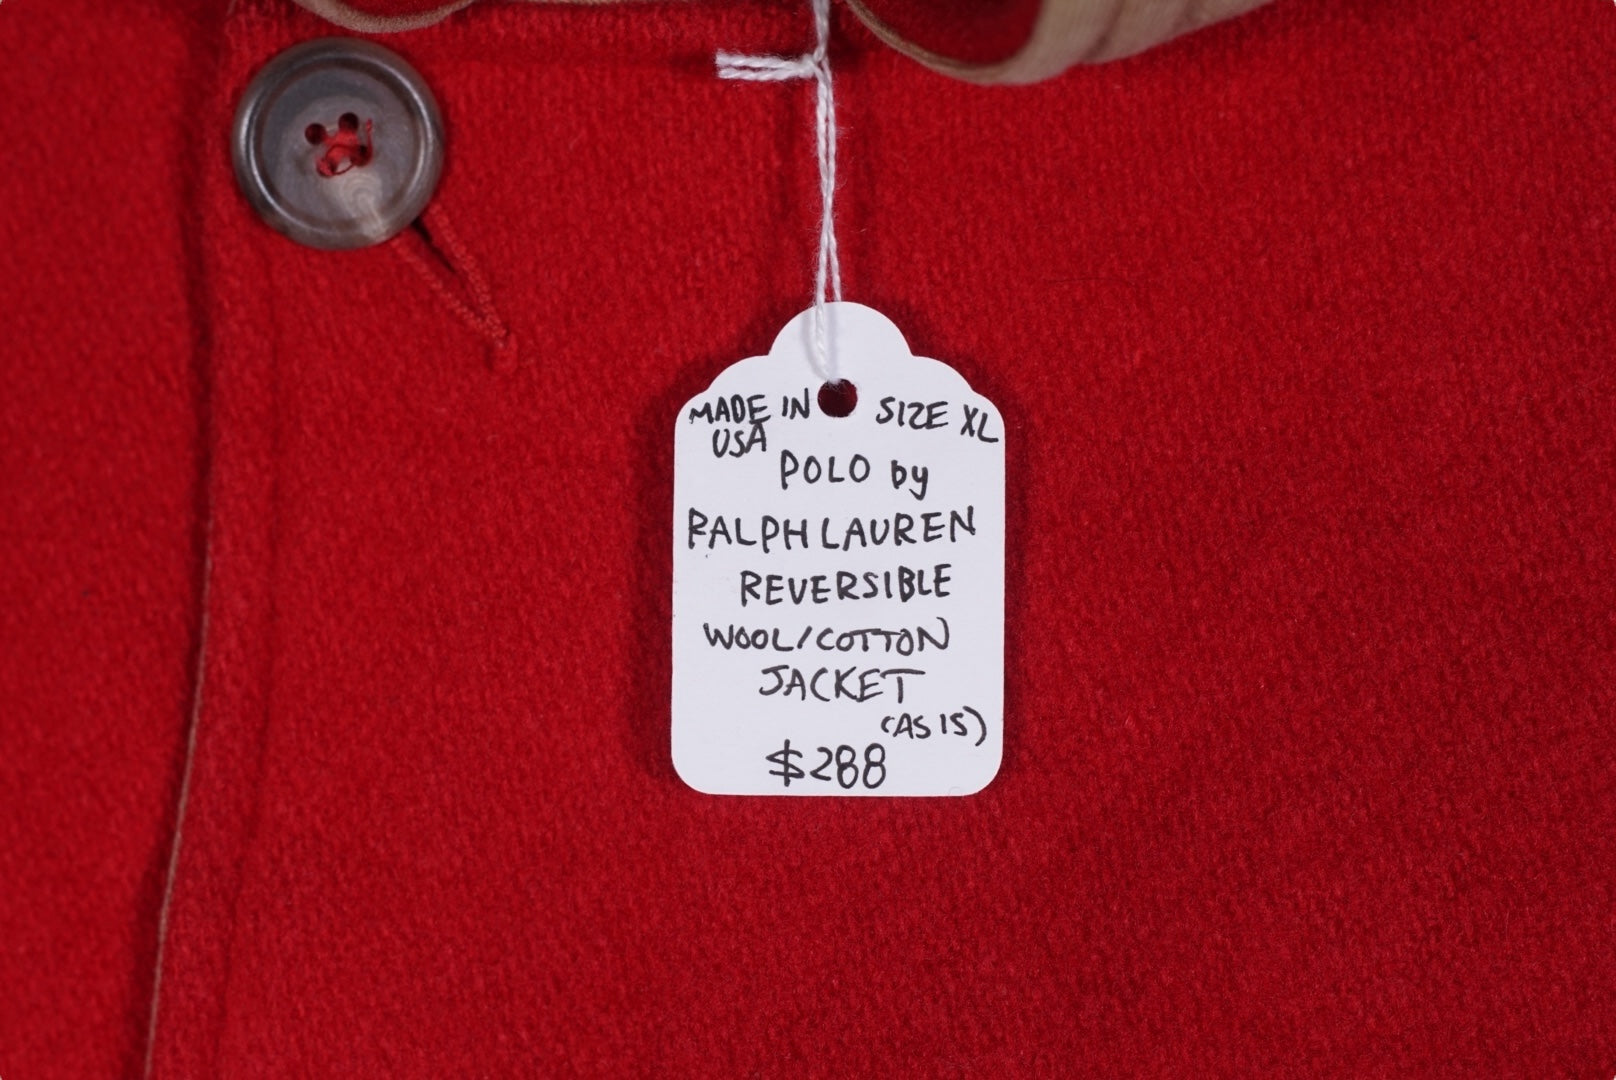 MADE IN SIZE XL
USA
POLO by
RALPH LAUREN
REVERSIBLE
WOOL/COTTON
JACKET
(AS IS)
$288